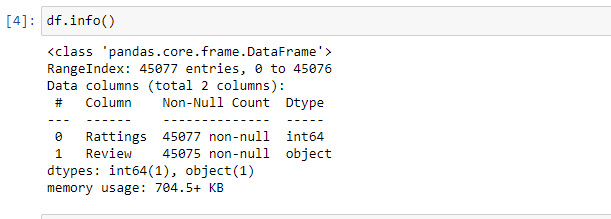 [4]: df.info()
<class 'pandas.core.frame.DataFrame'>
RangeIndex: 45077 entries, 0 to 45076
Data columns (total 2 columns):
 #   Column    Non-Null Count  Dtype
---  ------    --------------  -----
 0   Rattings  45077 non-null  int64
 1   Review    45075 non-null  object
dtypes: int64(1), object(1)
memory usage: 704.5+ KB